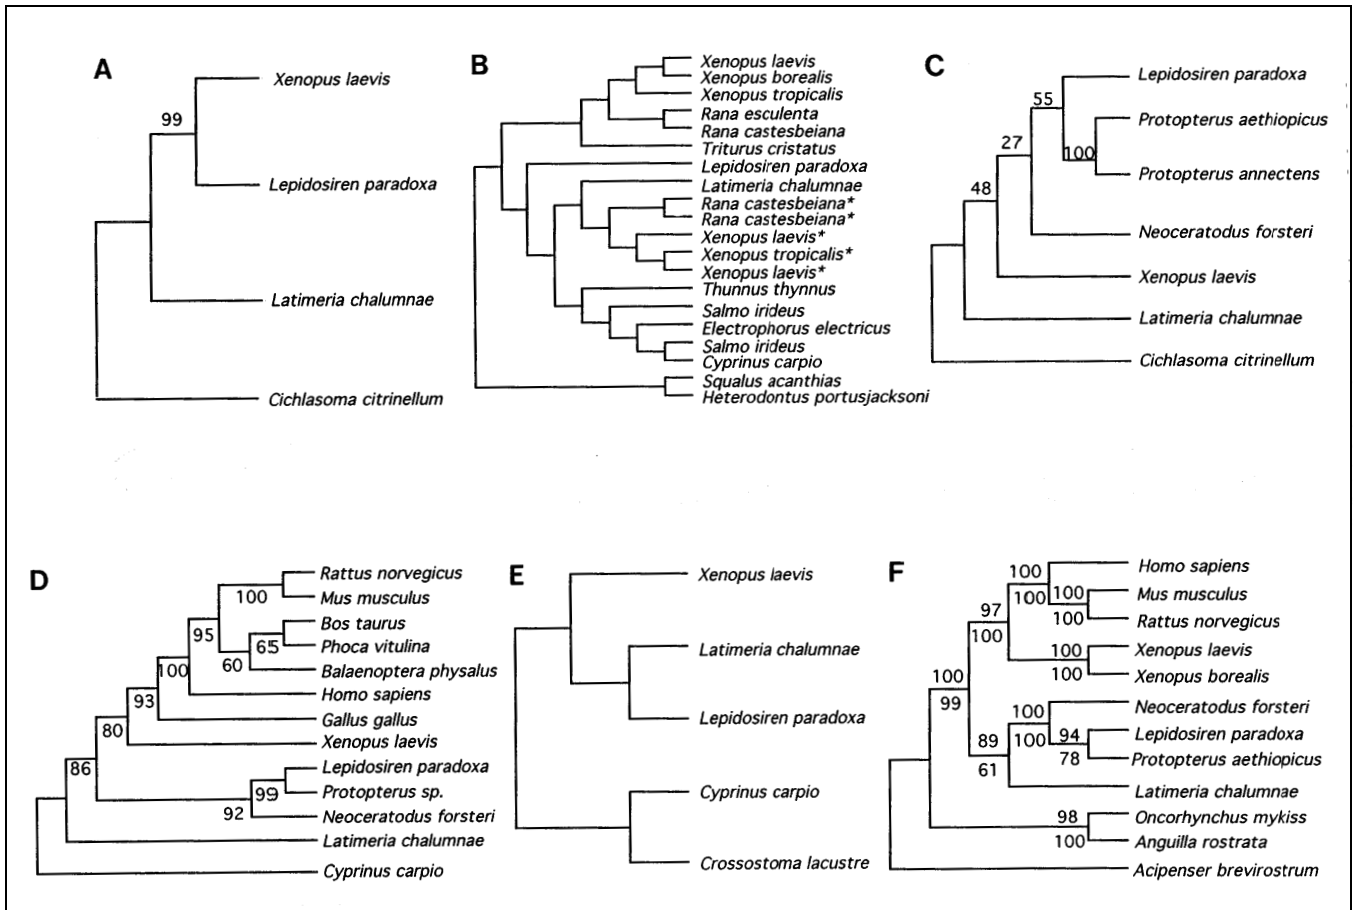 A
99
Xenopus laevis
Lepidosiren paradoxa
Latimeria chalumnae
Cichlasoma citrinellum
B
Xenopus laevis
Xenopus borealis
Xenopus tropicalis
Rana esculenta
Rana castesbeiana
Triturus cristatus
Lepidosiren paradoxa
Latimeria chalumnae
Rana castesbeiana*
Rana castesbeiana*
Xenopus laevis*
Xenopus tropicalis*
Xenopus laevis*
Thunnus thynnus
Salmo irideus
Electrophorus electricus
Salmo irideus
Cyprinus carpio
Squalus acanthias
Heterodontus portusjacksoni
C
Lepidosiren paradoxa
55
Protopterus aethiopicus
27
100
Protopterus annectens
48
Neoceratodus forsteri
Xenopus laevis
Latimeria chalumnae
Cichlasoma citrinellum
D
Rattus norvegicus
100
Mus musculus
Bos taurus
95
65
Phoca vitulina
60
100
Balaenoptera physalus
Homo sapiens
93
Gallus gallus
80
Xenopus laevis
86
Lepidosiren paradoxa
99
Protopterus sp.
92
Neoceratodus forsteri
Latimeria chalumnae
Cyprinus carpio
E
Xenopus laevis
Latimeria chalumnae
Lepidosiren paradoxa
Cyprinus carpio
Crossostoma lacustre
F
Homo sapiens
100
100
100
Mus musculus
97
100
Rattus norvegicus
100
100
Xenopus laevis
100
100
Xenopus borealis
99
100
Neoceratodus forsteri
89
100
94
Lepidosiren paradoxa
61
78
Protopterus aethiopicus
Latimeria chalumnae
98
Oncorhynchus mykiss
100
Anguilla rostrata
Acipenser brevirostrum